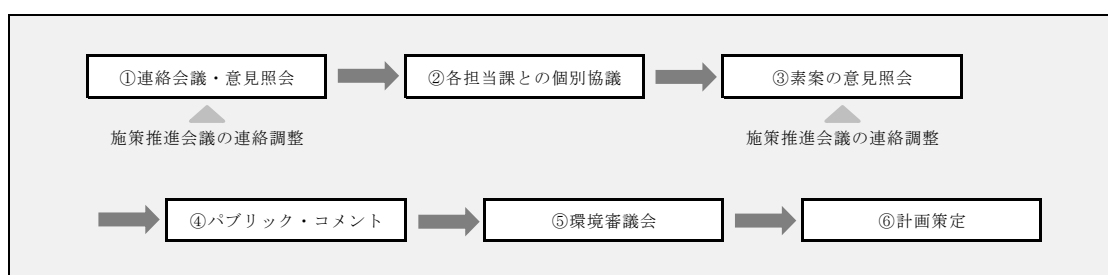 ①連絡会議・意見照会
②各担当課との個別協議
③素案の意見照会
施策推進会議の連絡調整
施策推進会議の連絡調整
④パブリック・コメント
⑤環境審議会
⑥計画策定